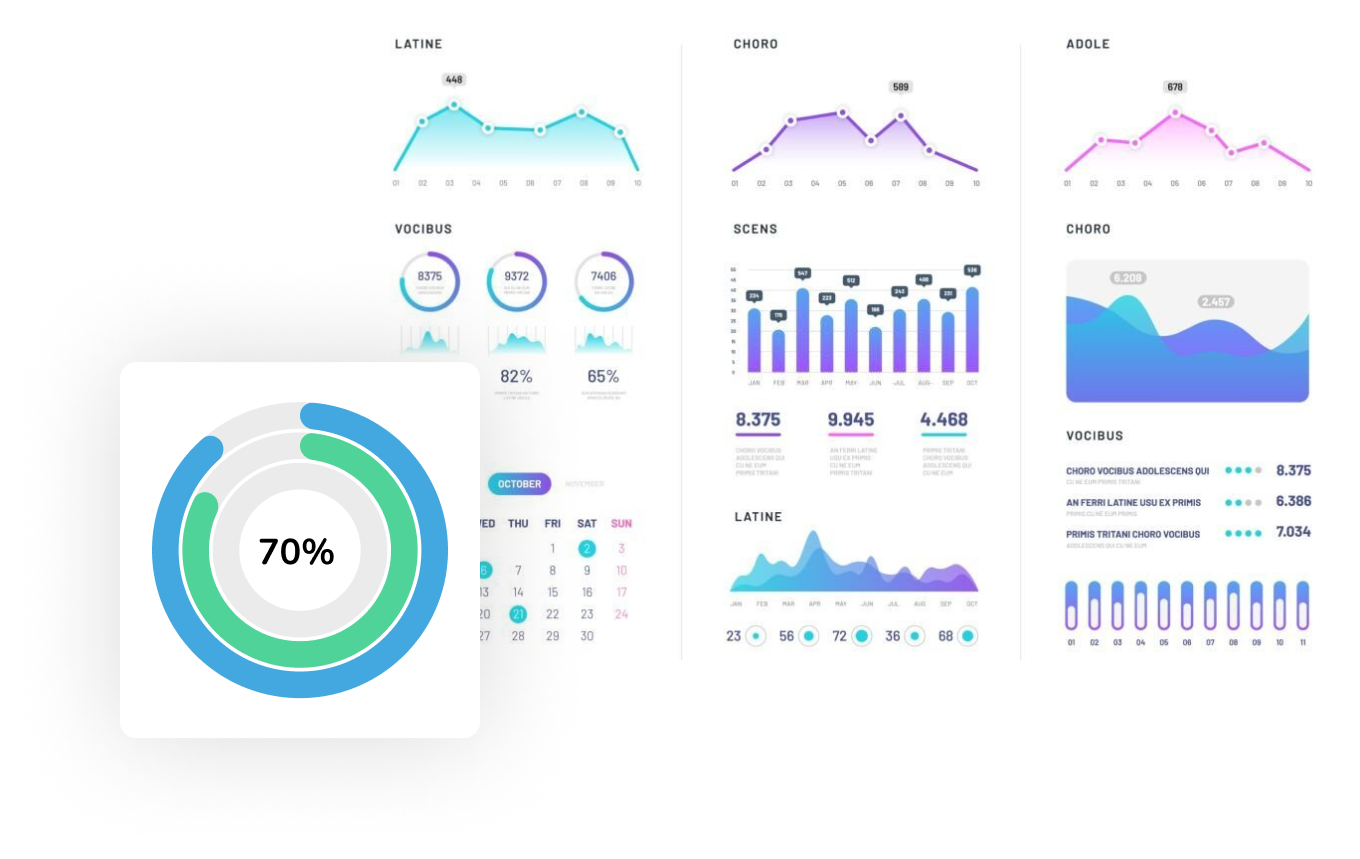 LATINE
448
01 02 03 04 05 06 08 09 10
VOCIBUS
8375 9372 7406
82% 65%
70%
OCTOBER NOVEMBER
THU FRI SAT SUN
1 2 3
6 7 8 9 10
13 14 15 16 17
20 21 22 23 24
27 28 29 30
CHORO
589
01 02 03 04 05 06 07 08 09 10
SCENS
547 512 536
JAN FEB MAR APR MAY JUN JUL AUG SEP OCT
8.375 9.945 4.468
CHORO VOCIBUS AN FERRI LATINE PRIMIS TRITANI
ADOLESCENS QUI USU EX PRIMIS CHORO VOCIBUS
CU NE EUM CU NE EUM ADOLESCENS QUI
PRIMIS TRITANI PRIMIS TRITANI CU NE EUM
LATINE
JAN FEB MAR APR MAY JUN JUL AUG SEP OCT
23 56 72 36 68
ADOLE
678
01 02 03 04 05 06 07 08 09 10
CHORO
6.208
2.457
VOCIBUS
CHORO VOCIBUS ADOLESCENS QUI 8.375
CU NE EUM PRIMIS TRITANI
AN FERRI LATINE USU EX PRIMIS 6.386
PRIMIS CU NE EUM PRIMIS
PRIMIS TRITANI CHORO VOCIBUS 7.034
ADOLESCENS QUI CU NE EUM
01 02 03 04 05 06 07 08 09 10 11